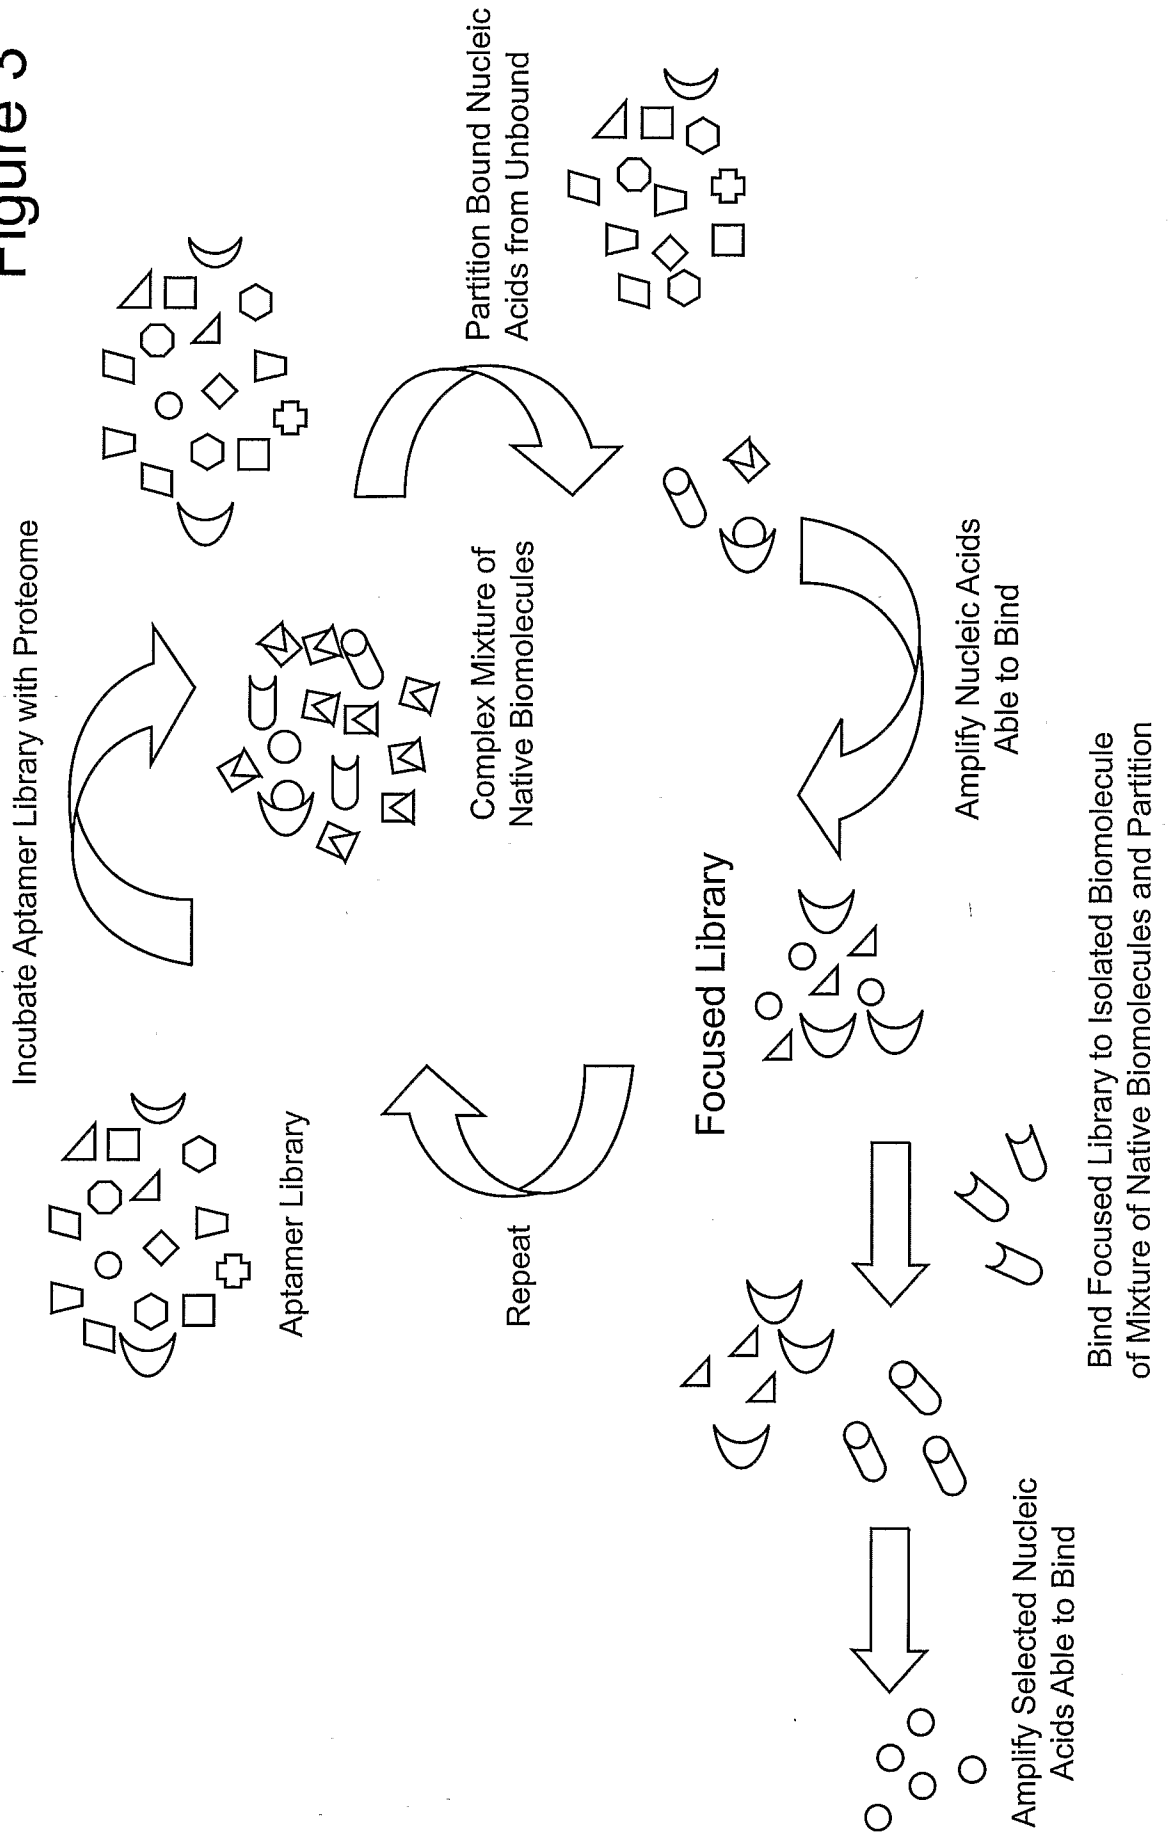 Figure 3
Incubate Aptamer Library with Proteome
Aptamer Library
Complex Mixture of
Native Biomolecules
Partition Bound Nucleic
Acids from Unbound
Repeat
Focused Library
Amplify Nucleic Acids
Able to Bind
Bind Focused Library to Isolated Biomolecule
of Mixture of Native Biomolecules and Partition
Amplify Selected Nucleic
Acids Able to Bind